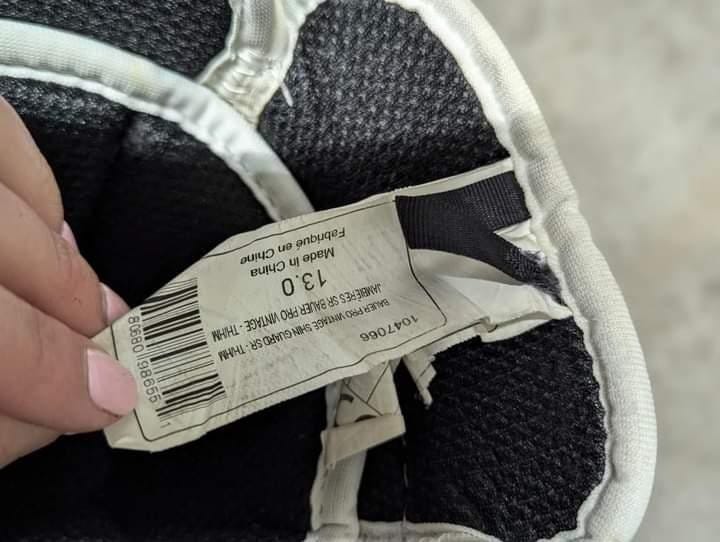 1047066
BAUER PRO VINTAGE SHIN GUARD SR - TH/HM
JAMBIÈRES SR BAUER PRO VINTAGE - TH/HM
13.0
Made In China
Fabriqué en Chine